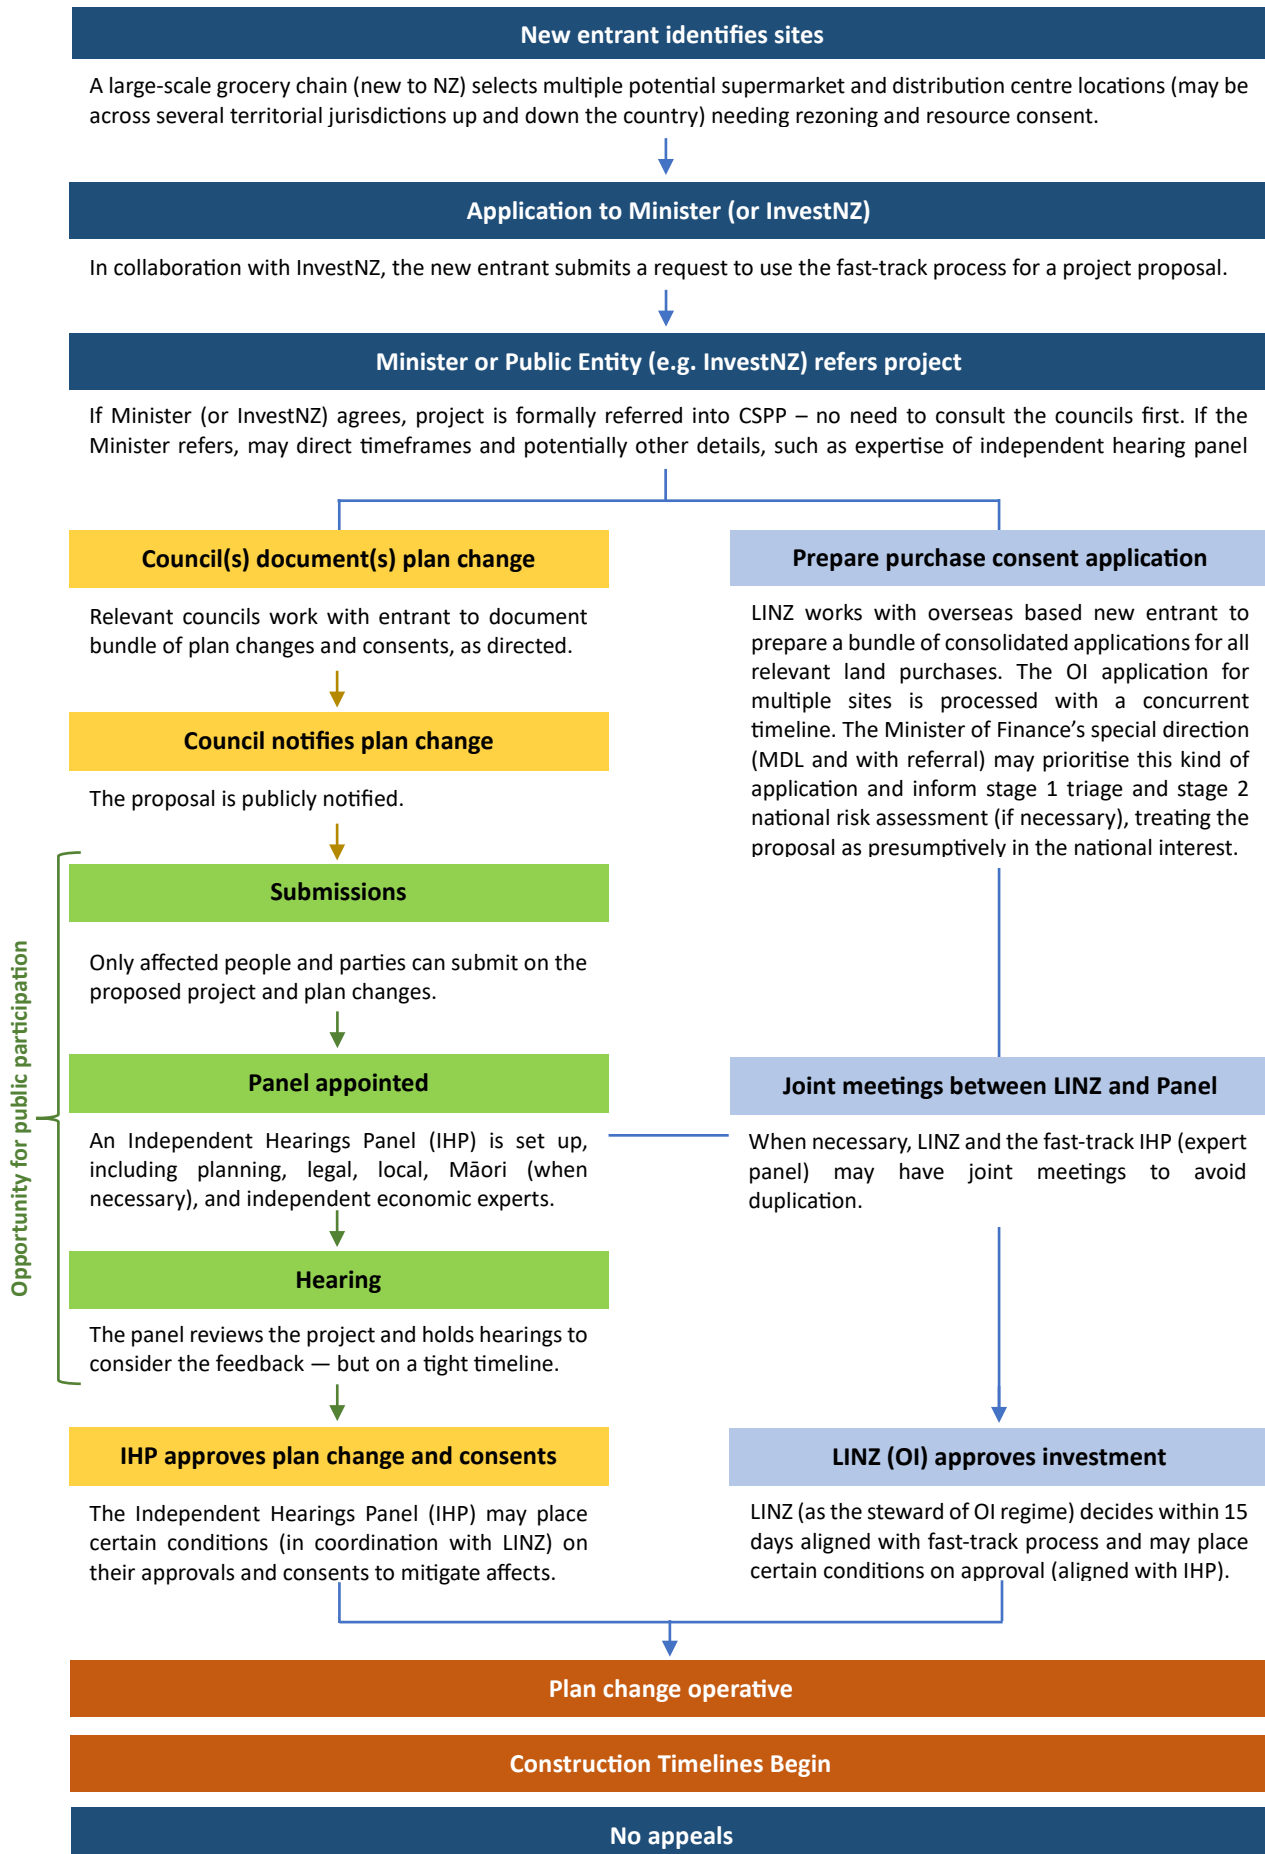 New entrant identifies sites
A large-scale grocery chain (new to NZ) selects multiple potential supermarket and distribution centre locations (may be
across several territorial jurisdictions up and down the country) needing rezoning and resource consent.
Application to Minister (or InvestNZ)
In collaboration with InvestNZ, the new entrant submits a request to use the fast-track process for a project proposal.
Minister or Public Entity (e.g. InvestNZ) refers project
If Minister (or InvestNZ) agrees, project is formally referred into CSPP – no need to consult the councils first. If the
Minister refers, may direct timeframes and potentially other details, such as expertise of independent hearing panel
Council(s) document(s) plan change
Relevant councils work with entrant to document
bundle of plan changes and consents, as directed.
Council notifies plan change
The proposal is publicly notified.
Opportunity for public participation
Submissions
Only affected people and parties can submit on the
proposed project and plan changes.
Panel appointed
An Independent Hearings Panel (IHP) is set up,
including planning, legal, local, Māori (when
necessary), and independent economic experts.
Hearing
The panel reviews the project and holds hearings to
consider the feedback — but on a tight timeline.
IHP approves plan change and consents
The Independent Hearings Panel (IHP) may place
certain conditions (in coordination with LINZ) on
their approvals and consents to mitigate affects.
Prepare purchase consent application
LINZ works with overseas based new entrant to
prepare a bundle of consolidated applications for all
relevant land purchases. The OI application for
multiple sites is processed with a concurrent
timeline. The Minister of Finance’s special direction
(MDL and with referral) may prioritise this kind of
application and inform stage 1 triage and stage 2
national risk assessment (if necessary), treating the
proposal as presumptively in the national interest.
Joint meetings between LINZ and Panel
When necessary, LINZ and the fast-track IHP (expert
panel) may have joint meetings to avoid
duplication.
LINZ (OI) approves investment
LINZ (as the steward of OI regime) decides within 15
days aligned with fast-track process and may place
certain conditions on approval (aligned with IHP).
Plan change operative
Construction Timelines Begin
No appeals